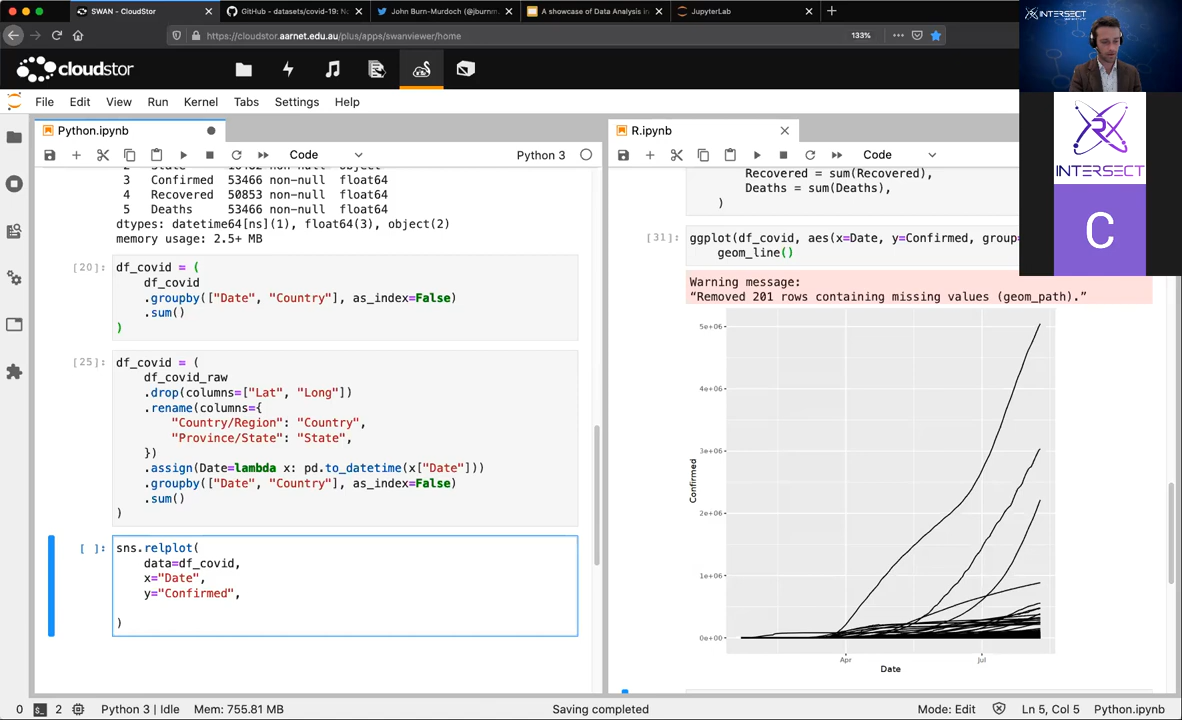 SWAN - CloudStor
GitHub - datasets/covid-19: No
John Burn-Murdoch (@jburnm
A showcase of Data Analysis in
JupyterLab
https://cloudstor.aarnet.edu.au/plus/apps/swanviewer/home
133%
INTERSECT
cloudstor
File Edit View Run Kernel Tabs Settings Help
Python.ipynb
Code
Python 3
3 Confirmed 53466 non-null float64
4 Recovered 50853 non-null float64
5 Deaths 53466 non-null float64
dtypes: datetime64[ns](1), float64(3), object(2)
memory usage: 2.5+ MB
[20]:
df_covid = (
df_covid
.groupby(["Date", "Country"], as_index=False)
.sum()
)
[25]:
df_covid = (
df_covid_raw
.drop(columns=["Lat", "Long"])
.rename(columns={
"Country/Region": "Country",
"Province/State": "State",
})
.assign(Date=lambda x: pd.to_datetime(x["Date"]))
.groupby(["Date", "Country"], as_index=False)
.sum()
)
[ ]:
sns.relplot(
data=df_covid,
x="Date",
y="Confirmed",
)
R.ipynb
Code
Recovered = sum(Recovered),
Deaths = sum(Deaths),
)
[31]:
ggplot(df_covid, aes(x=Date, y=Confirmed, group=
geom_line()
Warning message:
“Removed 201 rows containing missing values (geom_path).”
5e+06
4e+06
3e+06
2e+06
1e+06
0e+00
Confirmed
Apr
Jul
Date
INTERSECT
C
0
2
Python 3 | Idle
Mem: 755.81 MB
Saving completed
Mode: Edit
Ln 5, Col 5
Python.ipynb